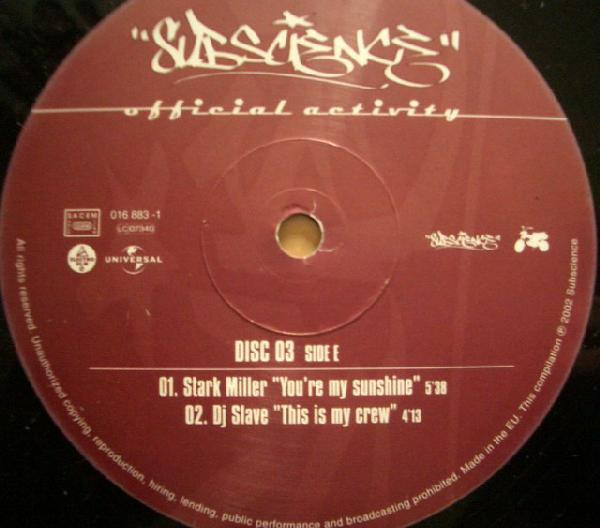 "SUBSCIENCE"
official activity
SACEM
016 883-1
LC 07340
UNIVERSAL
"SUBSCIENCE"
DISC 03 SIDE E
01. Stark Miller "You're my sunshine" 5'38
02. Dj Slave "This is my crew" 4'13
All rights reserved. Unauthorized copying, reproduction, hiring, lending, public performance and broadcasting prohibited. Made in the EU. This compilation ℗ 2002 Subscience